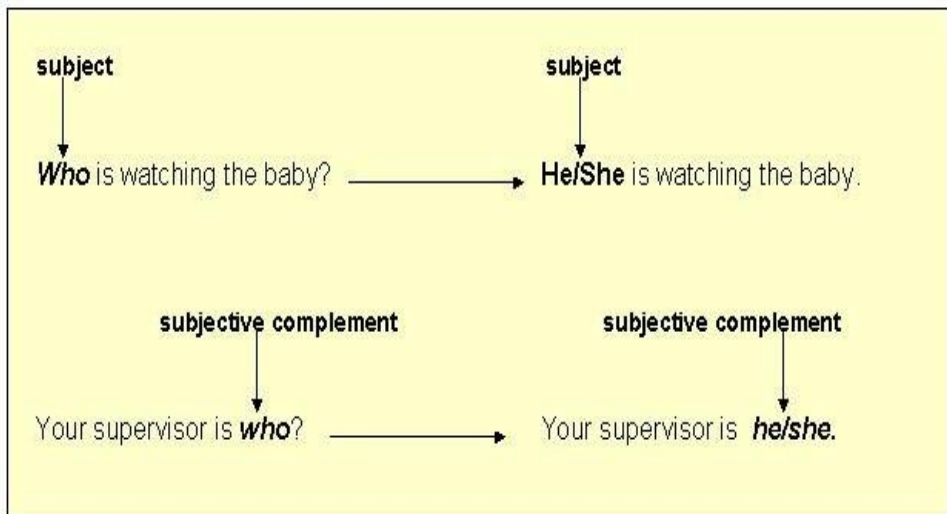 subject subject
Who is watching the baby? He/She is watching the baby.
subjective complement subjective complement
Your supervisor is who? Your supervisor is he/she.